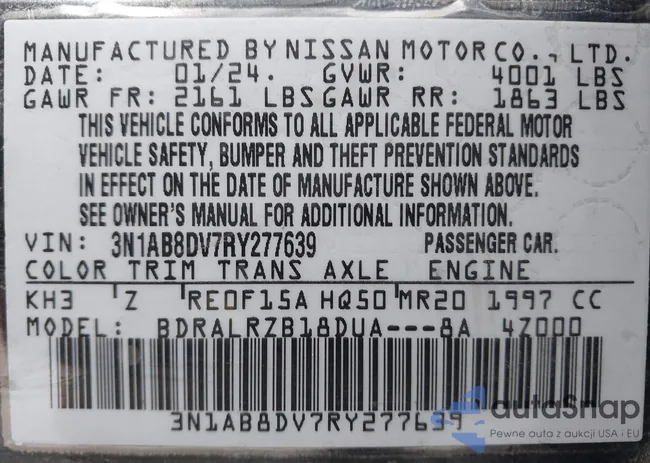 MANUFACTURED BY NISSAN MOTOR CO., LTD.
DATE: 01/24. GVWR: 4001 LBS
GAWR FR: 2161 LBS GAWR RR: 1863 LBS
THIS VEHICLE CONFORMS TO ALL APPLICABLE FEDERAL MOTOR
VEHICLE SAFETY, BUMPER AND THEFT PREVENTION STANDARDS
IN EFFECT ON THE DATE OF MANUFACTURE SHOWN ABOVE.
SEE OWNER'S MANUAL FOR ADDITIONAL INFORMATION.
VIN: 3N1AB8DV7RY277639 PASSENGER CAR.
COLOR TRIM TRANS AXLE ENGINE
KH3 Z RE0F15A HQ50 MR20 1997 CC
MODEL: BDRALRZB18DUA---8A 4Z000
3N1AB8DV7RY277639
autoSnap
Pewne auta z aukcji USA i EU